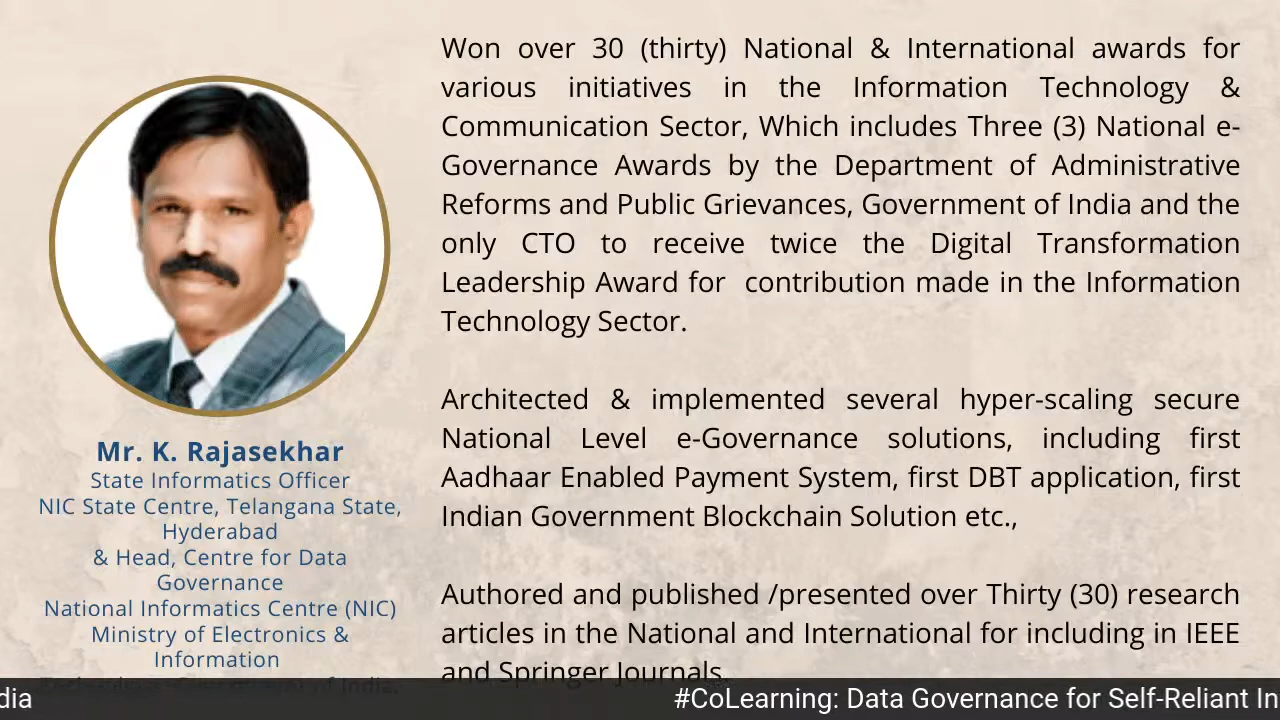 Won over 30 (thirty) National & International awards for
various initiatives in the Information Technology &
Communication Sector, Which includes Three (3) National e-
Governance Awards by the Department of Administrative
Reforms and Public Grievances, Government of India and the
only CTO to receive twice the Digital Transformation
Leadership Award for contribution made in the Information
Technology Sector.
Architected & implemented several hyper-scaling secure
National Level e-Governance solutions, including first
Aadhaar Enabled Payment System, first DBT application, first
Indian Government Blockchain Solution etc.,
Authored and published /presented over Thirty (30) research
articles in the National and International for including in IEEE
and Springer Journals.
Mr. K. Rajasekhar
State Informatics Officer
NIC State Centre, Telangana State,
Hyderabad
& Head, Centre for Data
Governance
National Informatics Centre (NIC)
Ministry of Electronics &
Information
dia
#CoLearning: Data Governance for Self-Reliant In